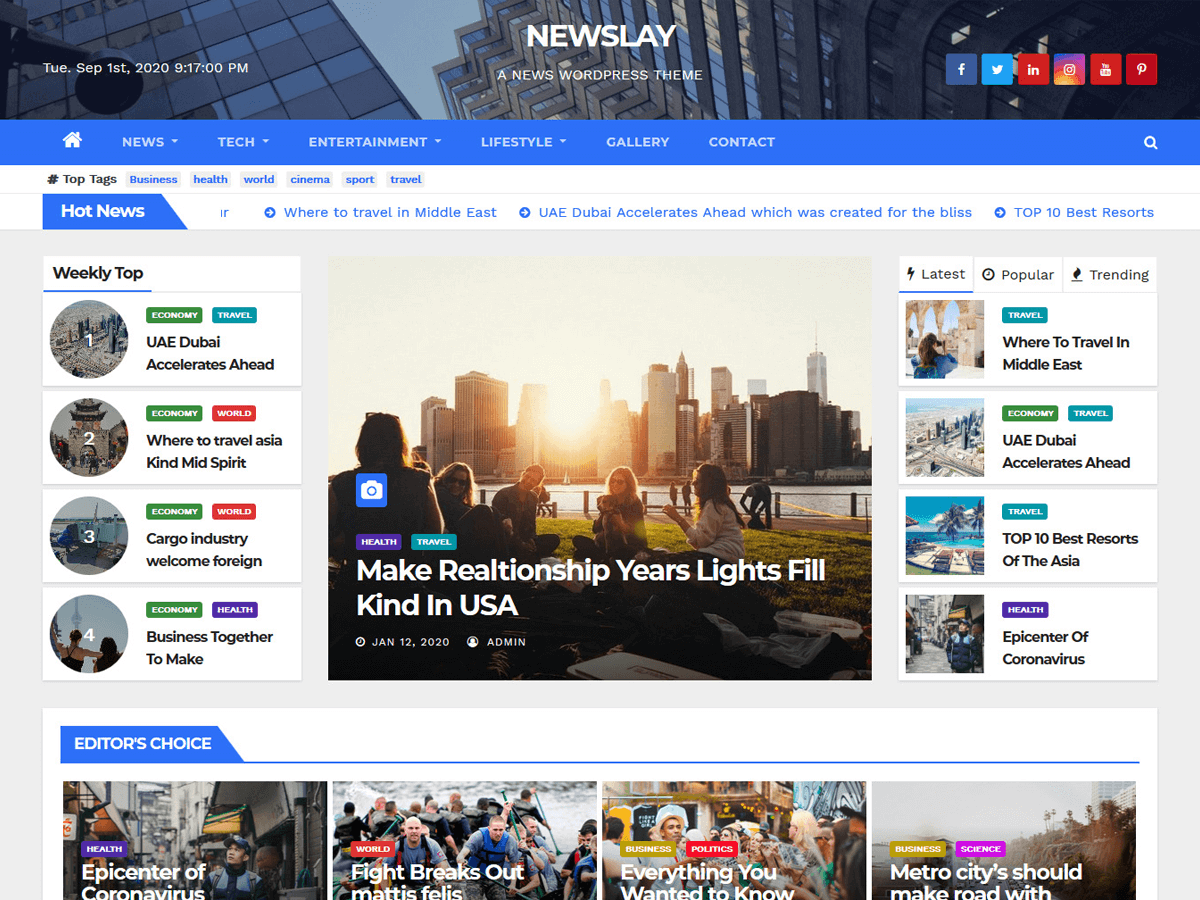 NEWSLAY
Tue. Sep 1st, 2020 9:17:00 PM
A NEWS WORDPRESS THEME
NEWS
TECH
ENTERTAINMENT
LIFESTYLE
GALLERY
CONTACT
# Top Tags Business health world cinema sport travel
Hot News
Where to travel in Middle East
UAE Dubai Accelerates Ahead which was created for the bliss
TOP 10 Best Resorts
Weekly Top
1
ECONOMY TRAVEL
UAE Dubai
Accelerates Ahead
2
ECONOMY WORLD
Where to travel asia
Kind Mid Spirit
3
ECONOMY WORLD
Cargo industry
welcome foreign
4
ECONOMY HEALTH
Business Together
To Make
HEALTH TRAVEL
Make Realtionship Years Lights Fill
Kind In USA
JAN 12, 2020 ADMIN
Latest Popular Trending
TRAVEL
Where To Travel In
Middle East
ECONOMY TRAVEL
UAE Dubai
Accelerates Ahead
TRAVEL
TOP 10 Best Resorts
Of The Asia
HEALTH
Epicenter Of
Coronavirus
EDITOR'S CHOICE
HEALTH
Epicenter of
Coronavirus
WORLD
Fight Breaks Out
mattis felis
BUSINESS POLITICS
Everything You
Wanted to Know
BUSINESS SCIENCE
Metro city's should
make road with